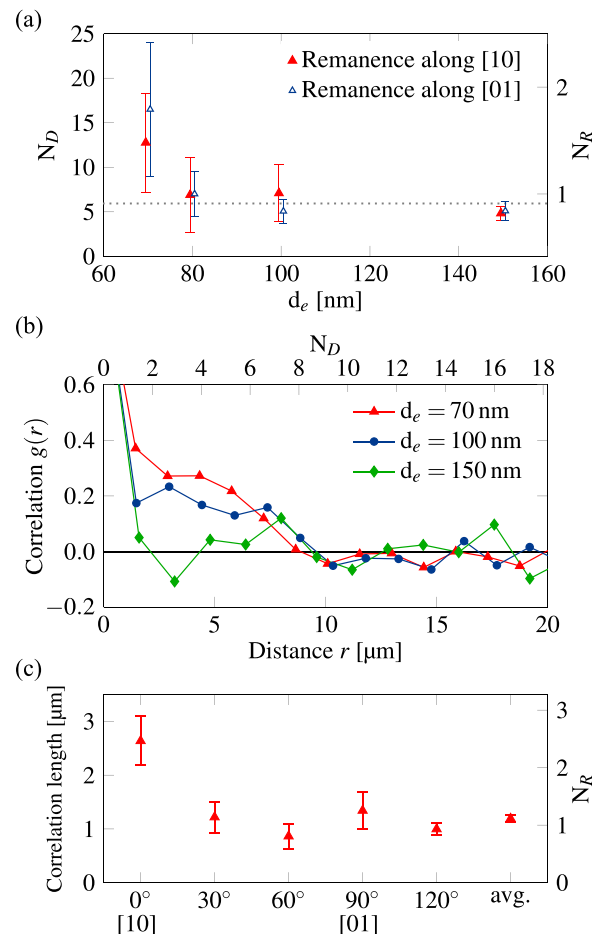 (a)
25
20
15
10
5
0
N_D
Remanence along [10]
Remanence along [01]
2
1
N_R
60 80 100 120 140 160
d_e [nm]
(b)
N_D
0 2 4 6 8 10 12 14 16 18
0.6
0.4
0.2
0.0
−0.2
Correlation g(r)
d_e = 70 nm
d_e = 100 nm
d_e = 150 nm
0 5 10 15 20
Distance r [μm]
(c)
3
2
1
0
Correlation length [μm]
3
2
1
0
N_R
0° 30° 60° 90° 120° avg.
[10] [01]